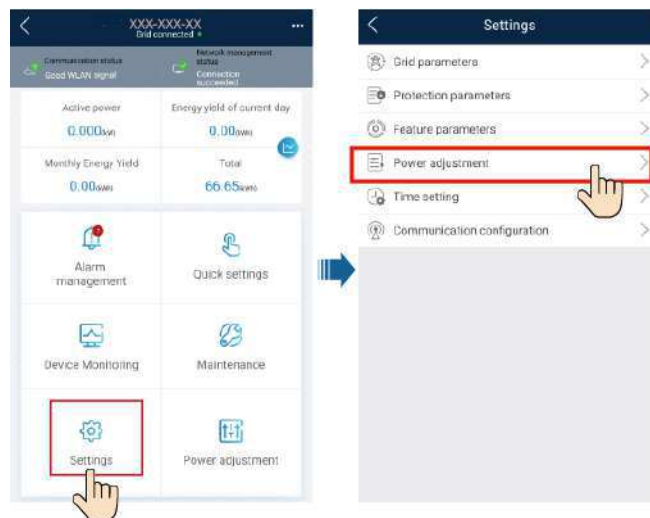 XXX-XXX-XX
Grid connected
...
Communication status
Good WLAN signal
Network management status
Connection succeeded
Active power
0.000kW
Energy yield of current day
0.00kWh
Monthly Energy Yield
0.00kWh
Total
66.65kWh
Alarm management
Quick settings
Device Monitoring
Maintenance
Settings
Power adjustment
Settings
Grid parameters
Protection parameters
Feature parameters
Power adjustment
Time setting
Communication configuration